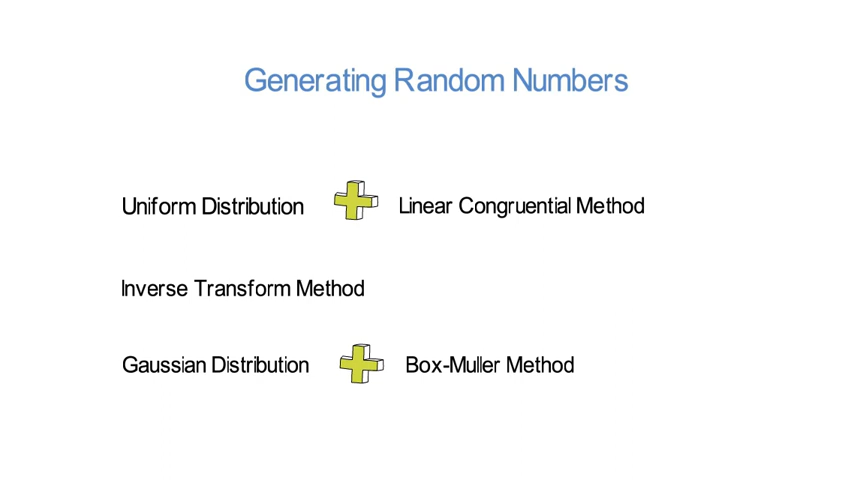 Generating Random Numbers
Uniform Distribution Linear Congruential Method
Inverse Transform Method
Gaussian Distribution Box-Muller Method